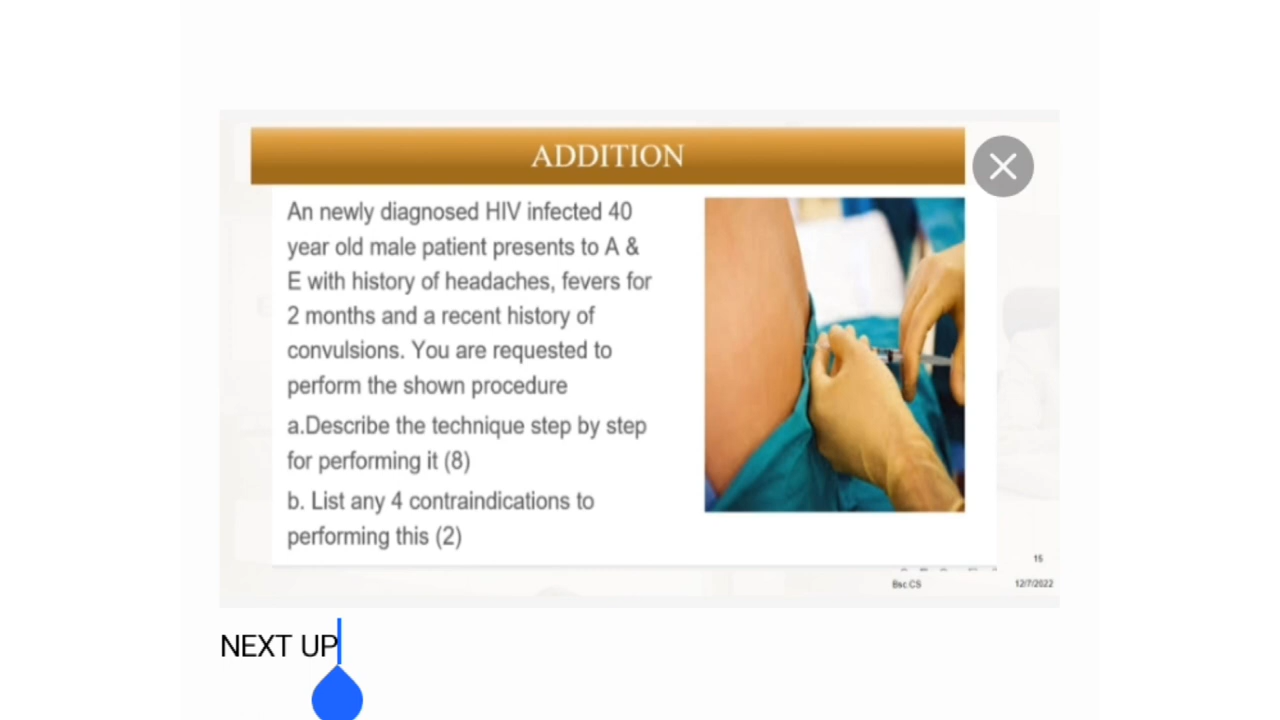 ADDITION
An newly diagnosed HIV infected 40
year old male patient presents to A &
E with history of headaches, fevers for
2 months and a recent history of
convulsions. You are requested to
perform the shown procedure
a.Describe the technique step by step
for performing it (8)
b. List any 4 contraindications to
performing this (2)
15
Bsc.CS
12/7/2022
NEXT UP